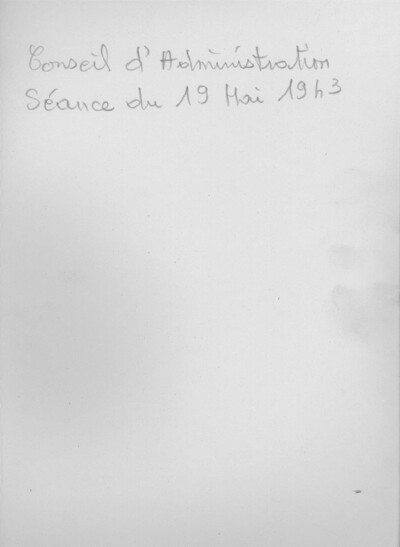 Conseil d'Administration
Séance du 19 Mai 1943